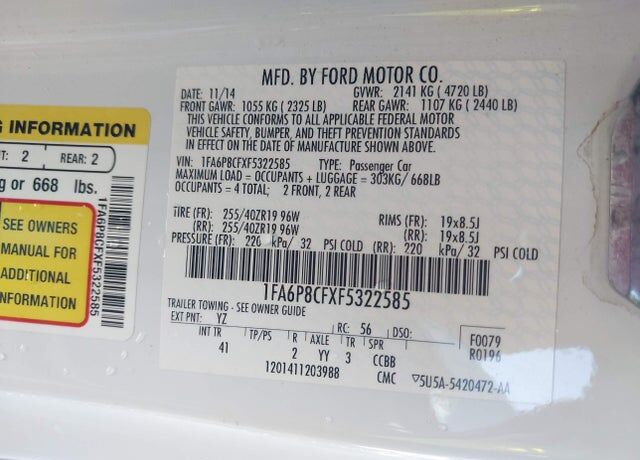 G INFORMATION
T: 2 REAR: 2
g or 668 lbs.
SEE OWNERS
MANUAL FOR
ADDITIONAL
INFORMATION
1FA6P8CFXF5322585
MFD. BY FORD MOTOR CO.
DATE: 11/14 GVWR: 2141 KG ( 4720 LB)
FRONT GAWR: 1055 KG ( 2325 LB) REAR GAWR: 1107 KG ( 2440 LB)
THIS VEHICLE CONFORMS TO ALL APPLICABLE FEDERAL MOTOR
VEHICLE SAFETY, BUMPER, AND THEFT PREVENTION STANDARDS
IN EFFECT ON THE DATE OF MANUFACTURE SHOWN ABOVE.
VIN: 1FA6P8CFXF5322585 TYPE: Passenger Car
MAXIMUM LOAD = OCCUPANTS + LUGGAGE = 303KG/ 668LB
OCCUPANTS = 4 TOTAL; 2 FRONT, 2 REAR
TIRE (FR): 255/40ZR19 96W RIMS (FR): 19x8.5J
(RR): 255/40ZR19 96W (RR): 19x8.5J
PRESSURE (FR): 220 kPa/ 32 PSI COLD (RR): 220 kPa/ 32 PSI COLD
1FA6P8CFXF5322585
TRAILER TOWING - SEE OWNER GUIDE
EXT PNT: YZ RC: 56 DSO: F0079
INT TR TP/PS R AXLE TR SPR R0196
41 2 YY 3 CCBB
1201411203988 CMC ▽5U5A-5420472-AA